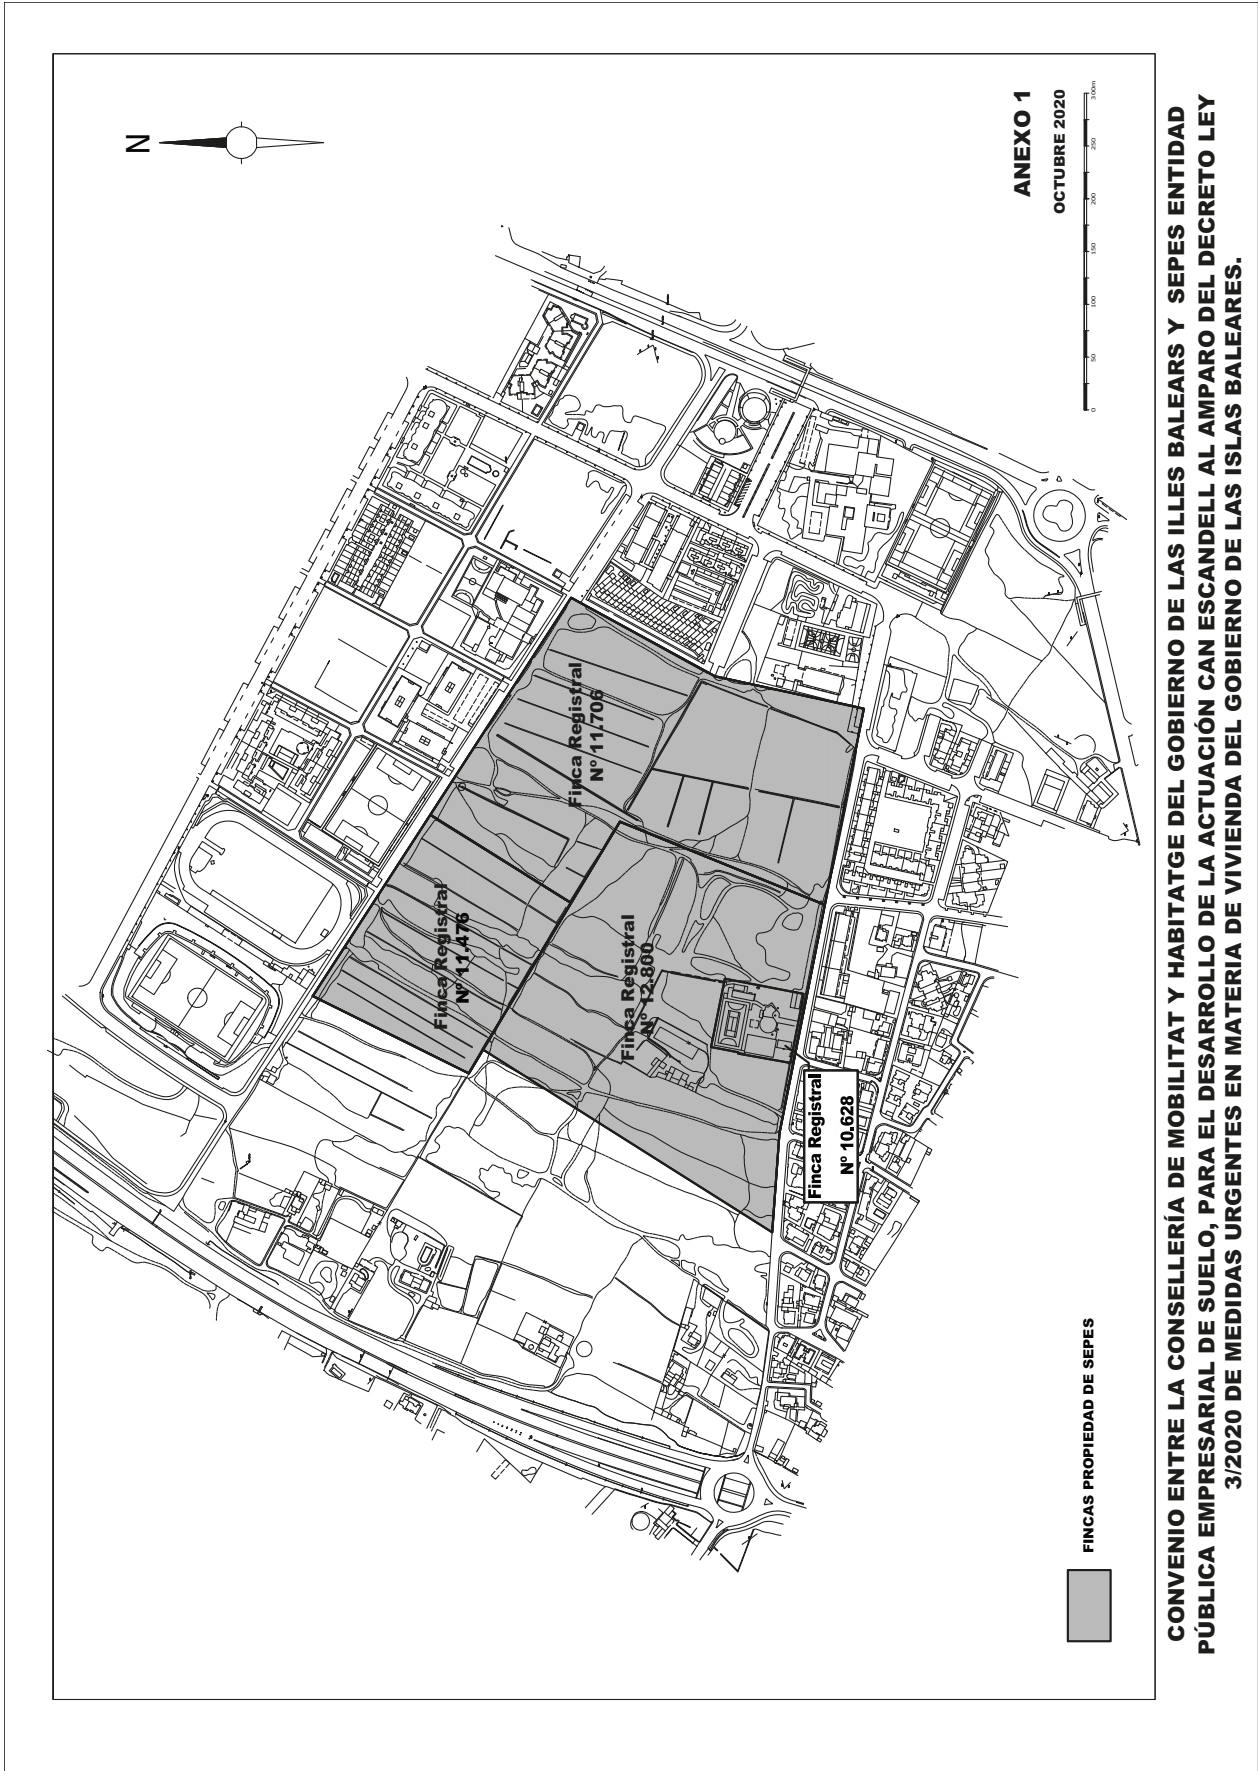 N
ANEXO 1
OCTUBRE 2020
0 50 100 150 200 250 300m
Finca Registral
Nº 11.706
Finca Registral
Nº 11.476
Finca Registral
Nº 12.800
Finca Registral
Nº 10.628
FINCAS PROPIEDAD DE SEPES
CONVENIO ENTRE LA CONSELLERÍA DE MOBILITAT Y HABITATGE DEL GOBIERNO DE LAS ILLES BALEARS Y SEPES ENTIDAD
PÚBLICA EMPRESARIAL DE SUELO, PARA EL DESARROLLO DE LA ACTUACIÓN CAN ESCANDELL AL AMPARO DEL DECRETO LEY
3/2020 DE MEDIDAS URGENTES EN MATERIA DE VIVIENDA DEL GOBIERNO DE LAS ISLAS BALEARES.